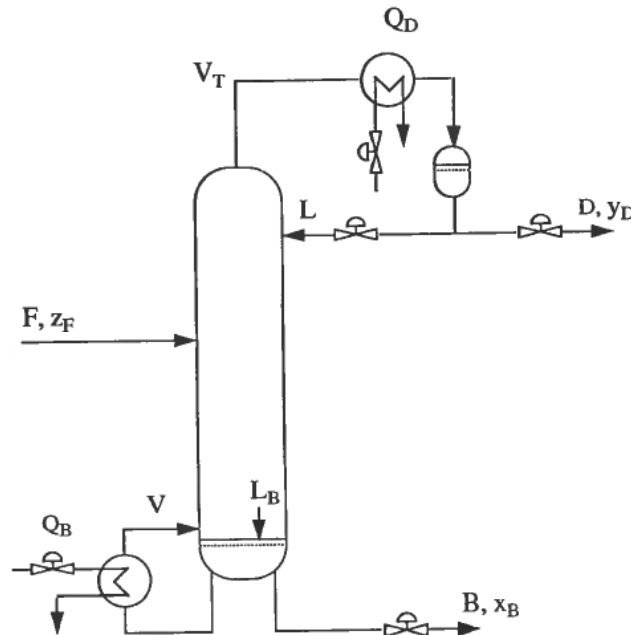 Q_D
V_T
L
D, y_D
F, z_F
L_B
V
Q_B
B, x_B